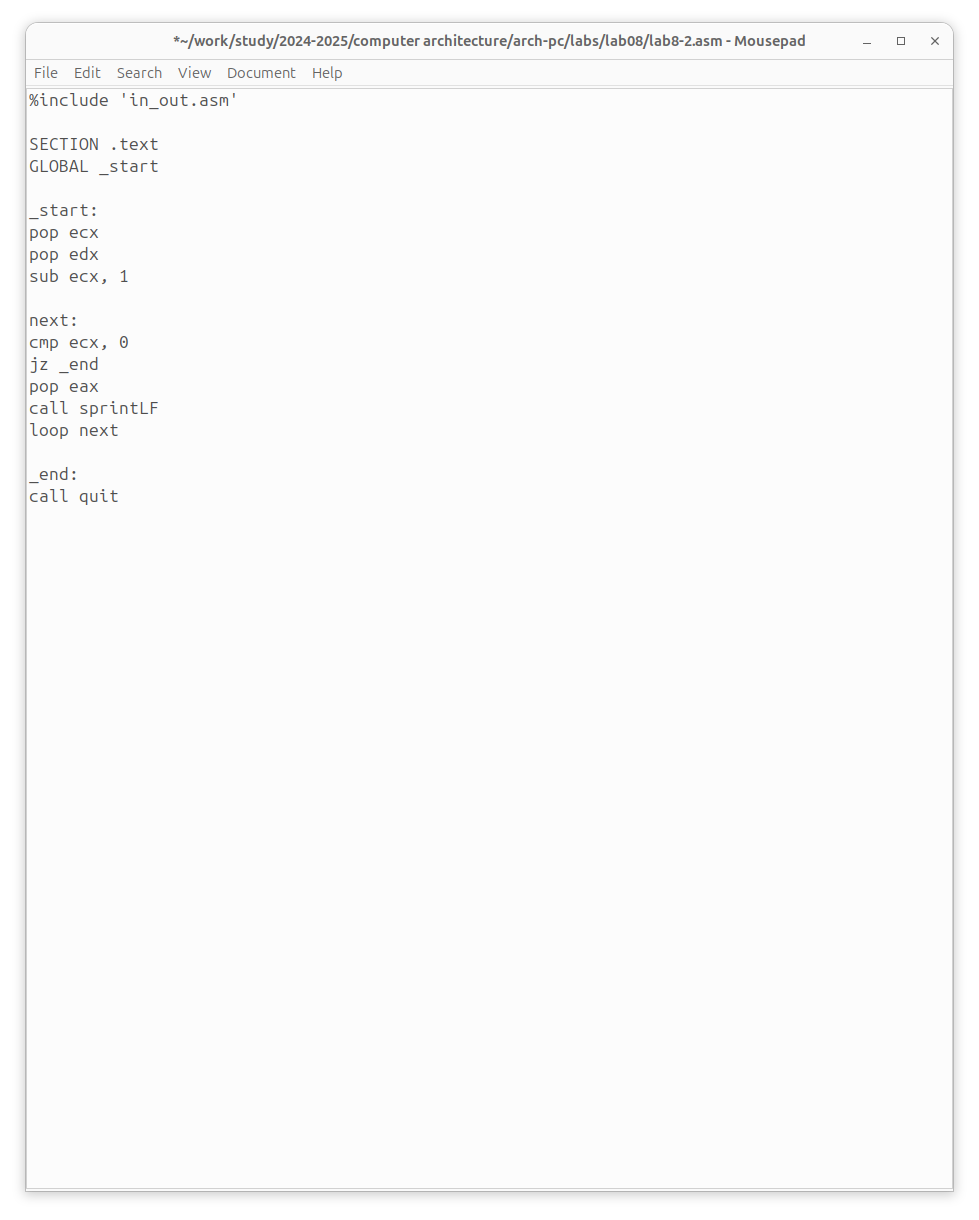 *~/work/study/2024-2025/computer architecture/arch-pc/labs/lab08/lab8-2.asm - Mousepad
File Edit Search View Document Help
%include 'in_out.asm'
SECTION .text
GLOBAL _start
_start:
pop ecx
pop edx
sub ecx, 1
next:
cmp ecx, 0
jz _end
pop eax
call sprintLF
loop next
_end:
call quit